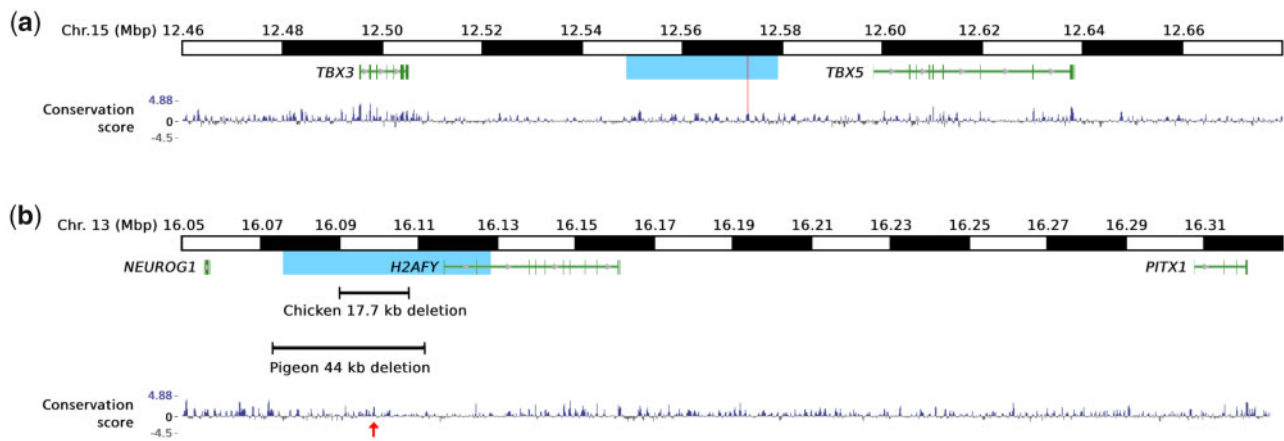 (a)
Chr.15 (Mbp) 12.46 12.48 12.50 12.52 12.54 12.56 12.58 12.60 12.62 12.64 12.66
TBX3 TBX5
Conservation score
4.88
0
-4.5
(b)
Chr. 13 (Mbp) 16.05 16.07 16.09 16.11 16.13 16.15 16.17 16.19 16.21 16.23 16.25 16.27 16.29 16.31
NEUROG1 H2AFY PITX1
Chicken 17.7 kb deletion
Pigeon 44 kb deletion
Conservation score
4.88
0
-4.5